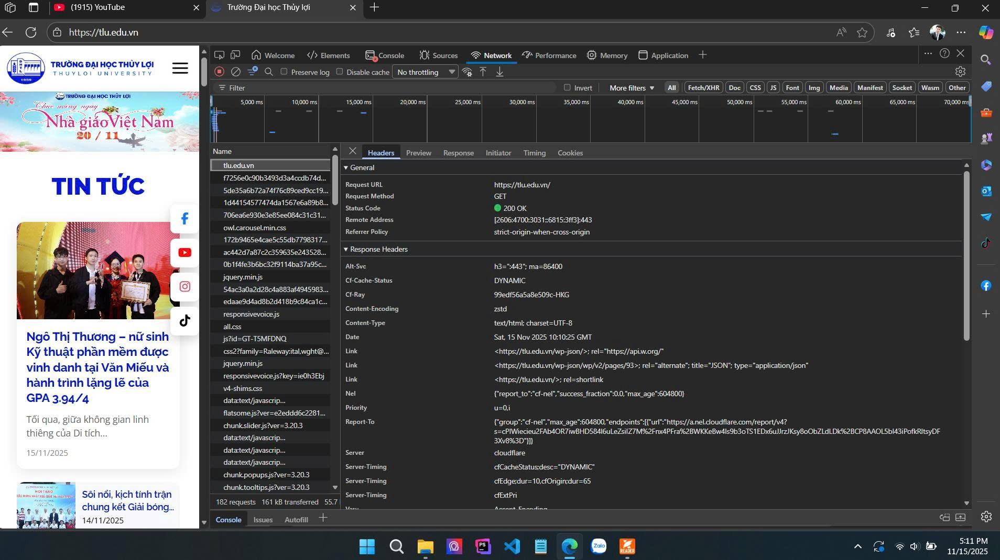 (1915) YouTube
Trường Đại học Thủy lợi
https://tlu.edu.vn
TRƯỜNG ĐẠI HỌC THỦY LỢI
THUYLOI UNIVERSITY
1959
TRƯỜNG ĐẠI HỌC THỦY LỢI
Chúc mừng ngày
Nhà giáo Việt Nam
20 / 11
TIN TỨC
Ngô Thị Thương – nữ sinh
Kỹ thuật phần mềm được
vinh danh tại Văn Miếu và
hành trình lặng lẽ của
GPA 3.94/4
Tối qua, giữa không gian linh
thiêng của Di tích...
15/11/2025
Sôi nổi, kịch tính trận
chung kết Giải bóng...
14/11/2025
Welcome
Elements
Console
Sources
Network
Performance
Memory
Application
Preserve log
Disable cache
No throttling
Filter
Invert
More filters
All
Fetch/XHR
Doc
CSS
JS
Font
Img
Media
Manifest
Socket
Wasm
Other
5,000 ms
10,000 ms
15,000 ms
20,000 ms
25,000 ms
30,000 ms
35,000 ms
40,000 ms
45,000 ms
50,000 ms
55,000 ms
60,000 ms
65,000 ms
70,000 ms
Name
tlu.edu.vn
f7256e0c90b3493d3a4ccdb74d...
5de35a6b72a74f76c89ced9cc19...
1d44154577474da1567e6a89b8...
706ea6e930e3e85ee084c31c31...
owl.carousel.min.css
172b9465e4cae5c55db7798317...
ac442d7a87c2c359635e243528...
0b1f4fe3b6bc32f9114ba37a95c...
jquery.min.js
54ac3a0a2d28c4a883af4945983...
edaae9d4ad8b2d418b9c84ca1c...
responsivevoice.js
all.css
js?id=GT-T5MFDNQ
css2?family=Raleway:ital,wght@...
jquery.min.js
responsivevoice.js?key=ie0h3Ebj
v4-shims.css
data:text/javascrip...
flatsome.js?ver=e2eddd6c2281...
chunk.slider.js?ver=3.20.3
data:text/javascrip...
data:text/javascrip...
data:text/javascrip...
chunk.popups.js?ver=3.20.3
chunk.tooltips.js?ver=3.20.3
182 requests 161 kB transferred 55.7
Headers
Preview
Response
Initiator
Timing
Cookies
General
Request URL https://tlu.edu.vn/
Request Method GET
Status Code 200 OK
Remote Address [2606:4700:3031::6815:3ff3]:443
Referrer Policy strict-origin-when-cross-origin
Response Headers
Alt-Svc h3=":443"; ma=86400
Cf-Cache-Status DYNAMIC
Cf-Ray 99edf56a5a8e509c-HKG
Content-Encoding zstd
Content-Type text/html; charset=UTF-8
Date Sat, 15 Nov 2025 10:10:25 GMT
Link <https://tlu.edu.vn/wp-json/>; rel="https://api.w.org/"
Link <https://tlu.edu.vn/wp-json/wp/v2/pages/93>; rel="alternate"; title="JSON"; type="application/json"
Link <https://tlu.edu.vn/>; rel=shortlink
Nel {"report_to":"cf-nel","success_fraction":0.0,"max_age":604800}
Priority u=0,i
Report-To {"group":"cf-nel","max_age":604800,"endpoints":[{"url":"https://a.nel.cloudflare.com/report/v4?
s=cPIWiecieu2FAb4OR7iwBHD584I6uLeZsiIZ7M%2Fnx4PFra%2BWKKeBw4Is9b3oTS1EDx6uJJrzJKsy8oObZLdLDk%2BCP8AAOL5bI43iPofkRItsyDF
3Xv8%3D"}]}
Server cloudflare
Server-Timing cfCacheStatus;desc="DYNAMIC"
Server-Timing cfEdge;dur=10,cfOrigin;dur=65
Server-Timing cfExtPri
Vary Accept-Encoding
Console
Issues
Autofill
PS
Zalo
READER
5:11 PM
11/15/2025